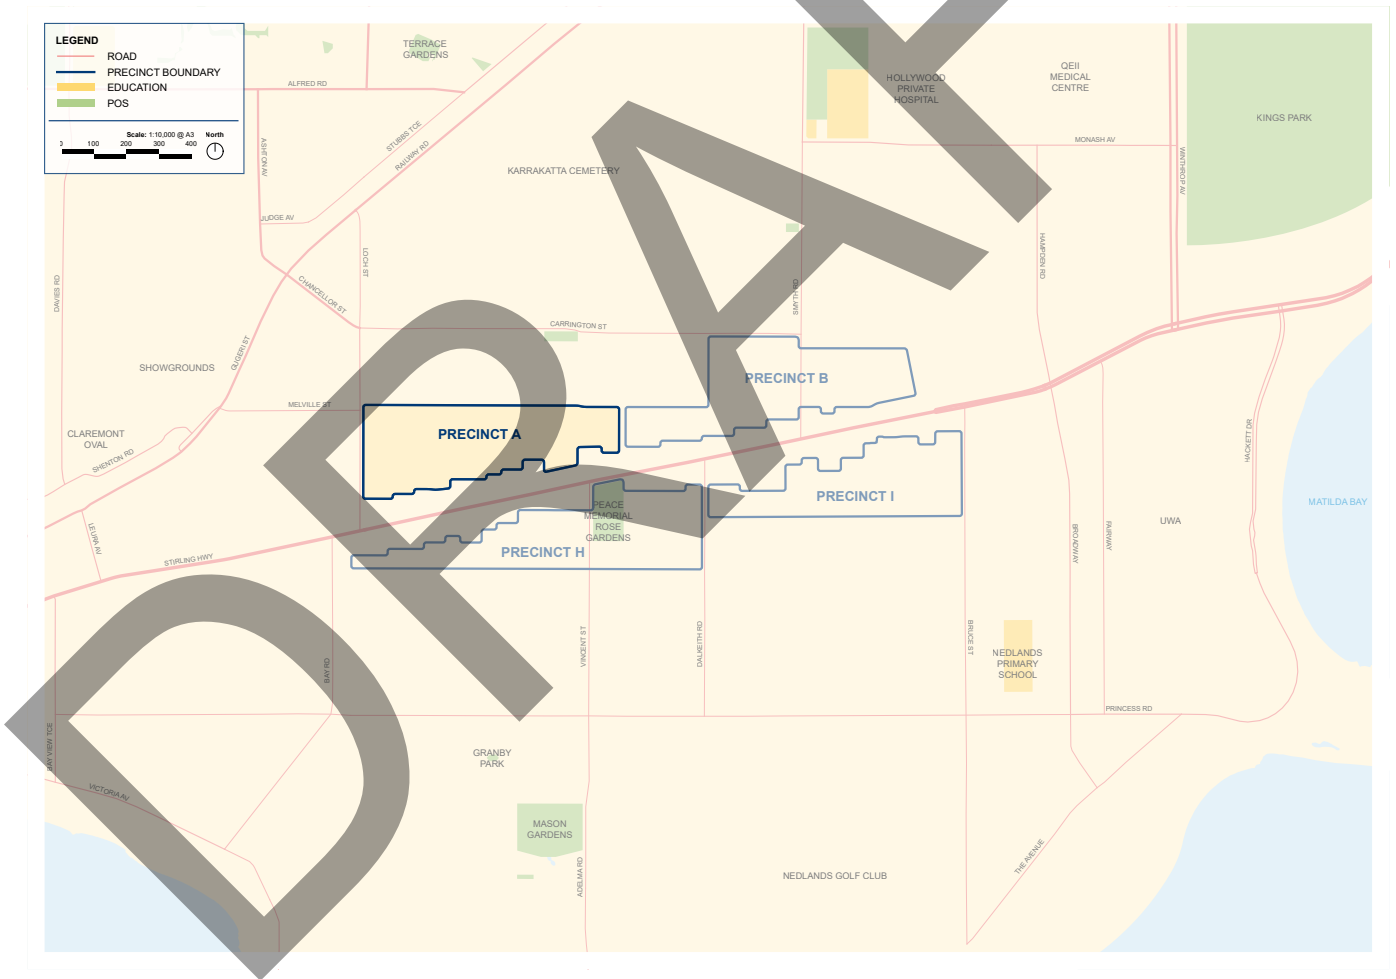 LEGEND
ROAD
PRECINCT BOUNDARY
EDUCATION
POS
Scale: 1:10,000 @ A3
North
0 100 200 300 400
TERRACE
GARDENS
ALFRED RD
ASHTON AV
STUBBS TCE
RAILWAY RD
JUDGE AV
LOCH ST
CHANCELLOR ST
DAVIES RD
GUGERI ST
KARRAKATTA CEMETERY
HOLLYWOOD
PRIVATE
HOSPITAL
QEII
MEDICAL
CENTRE
KINGS PARK
MONASH AV
WINTHROP AV
HAMPDEN RD
SMYTH RD
CARRINGTON ST
SHOWGROUNDS
MELVILLE ST
CLAREMONT
OVAL
SHENTON RD
LEURA AV
STIRLING HWY
PRECINCT A
PRECINCT B
PRECINCT H
PRECINCT I
PEACE
MEMORIAL
ROSE
GARDENS
HACKETT DR
MATILDA BAY
UWA
BROADWAY
FAIRWAY
BRUCE ST
NEDLANDS
PRIMARY
SCHOOL
PRINCESS RD
BAY RD
VINCENT ST
DALKEITH RD
BAY VIEW TCE
VICTORIA AV
GRANBY
PARK
MASON
GARDENS
ADELMA RD
NEDLANDS GOLF CLUB
THE AVENUE
DRA